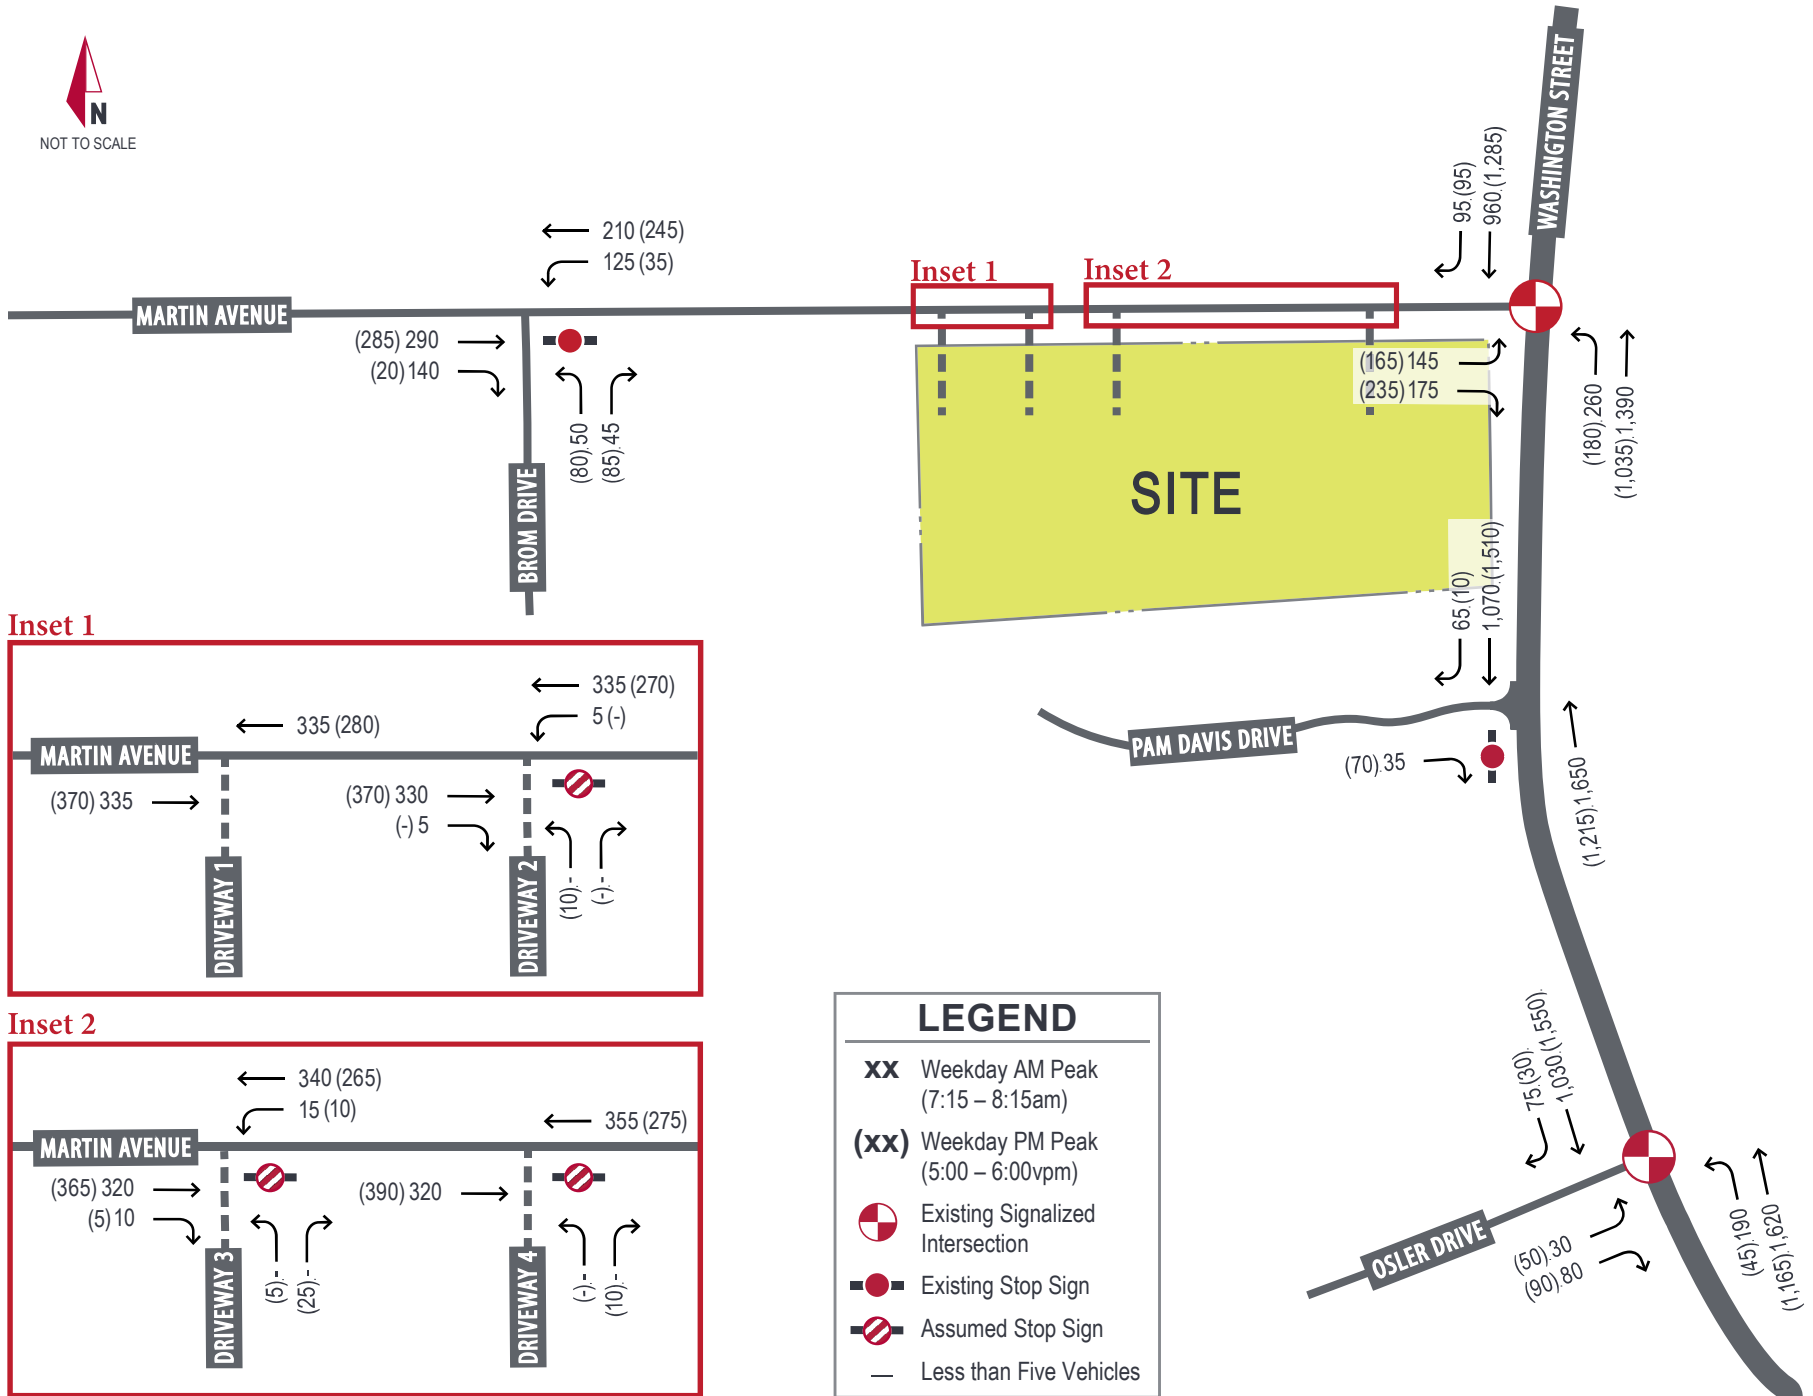 N
NOT TO SCALE
WASHINGTON STREET
95 (95)
960 (1,285)
210 (245)
125 (35)
Inset 1
Inset 2
MARTIN AVENUE
(285) 290
(20) 140
(165) 145
(235) 175
(180) 260
(1,035) 1,390
(80) 50
(85) 45
BROM DRIVE
SITE
65 (10)
1,070 (1,510)
PAM DAVIS DRIVE
(70) 35
(1,215) 1,650
Inset 1
335 (270)
5 (-)
335 (280)
MARTIN AVENUE
(370) 335
(370) 330
(-) 5
DRIVEWAY 1
DRIVEWAY 2
(10) -
(-) -
Inset 2
340 (265)
15 (10)
355 (275)
MARTIN AVENUE
(365) 320
(5) 10
(390) 320
DRIVEWAY 3
(5) -
(25) -
DRIVEWAY 4
(-) -
(10) -
LEGEND
xx Weekday AM Peak
(7:15 – 8:15am)
(xx) Weekday PM Peak
(5:00 – 6:00vpm)
Existing Signalized
Intersection
Existing Stop Sign
Assumed Stop Sign
— Less than Five Vehicles
75 (30)
1,030 (1,550)
OSLER DRIVE
(50) 30
(90) 80
(45) 190
(1,165) 1,620